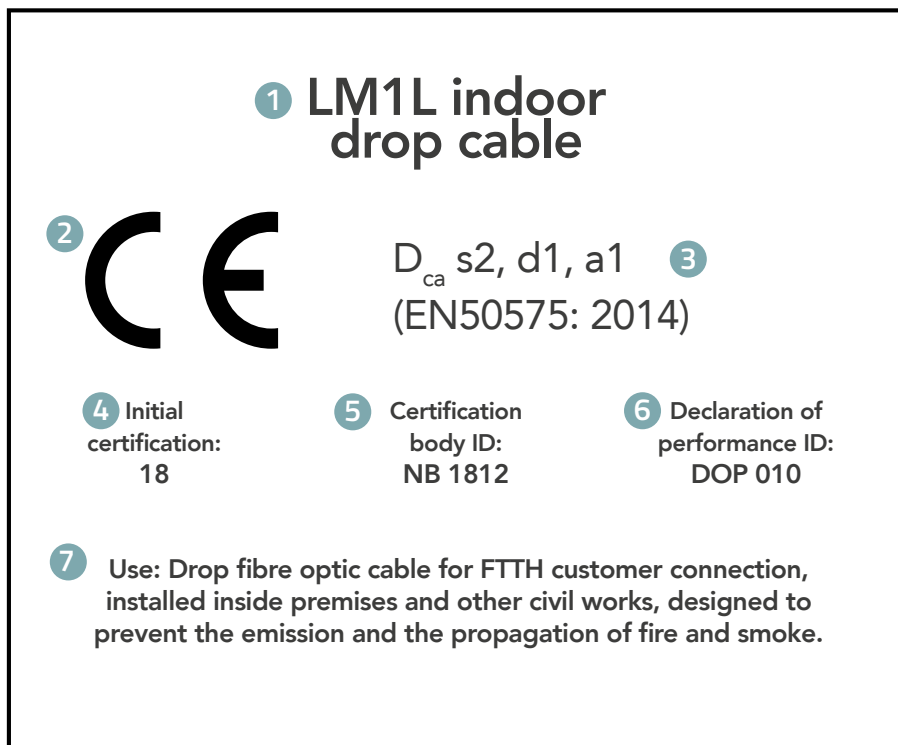 1 LM1L indoor
drop cable
2 CE
D_ca s2, d1, a1 3
(EN50575: 2014)
4 Initial
certification:
18
5 Certification
body ID:
NB 1812
6 Declaration of
performance ID:
DOP 010
7 Use: Drop fibre optic cable for FTTH customer connection,
installed inside premises and other civil works, designed to
prevent the emission and the propagation of fire and smoke.